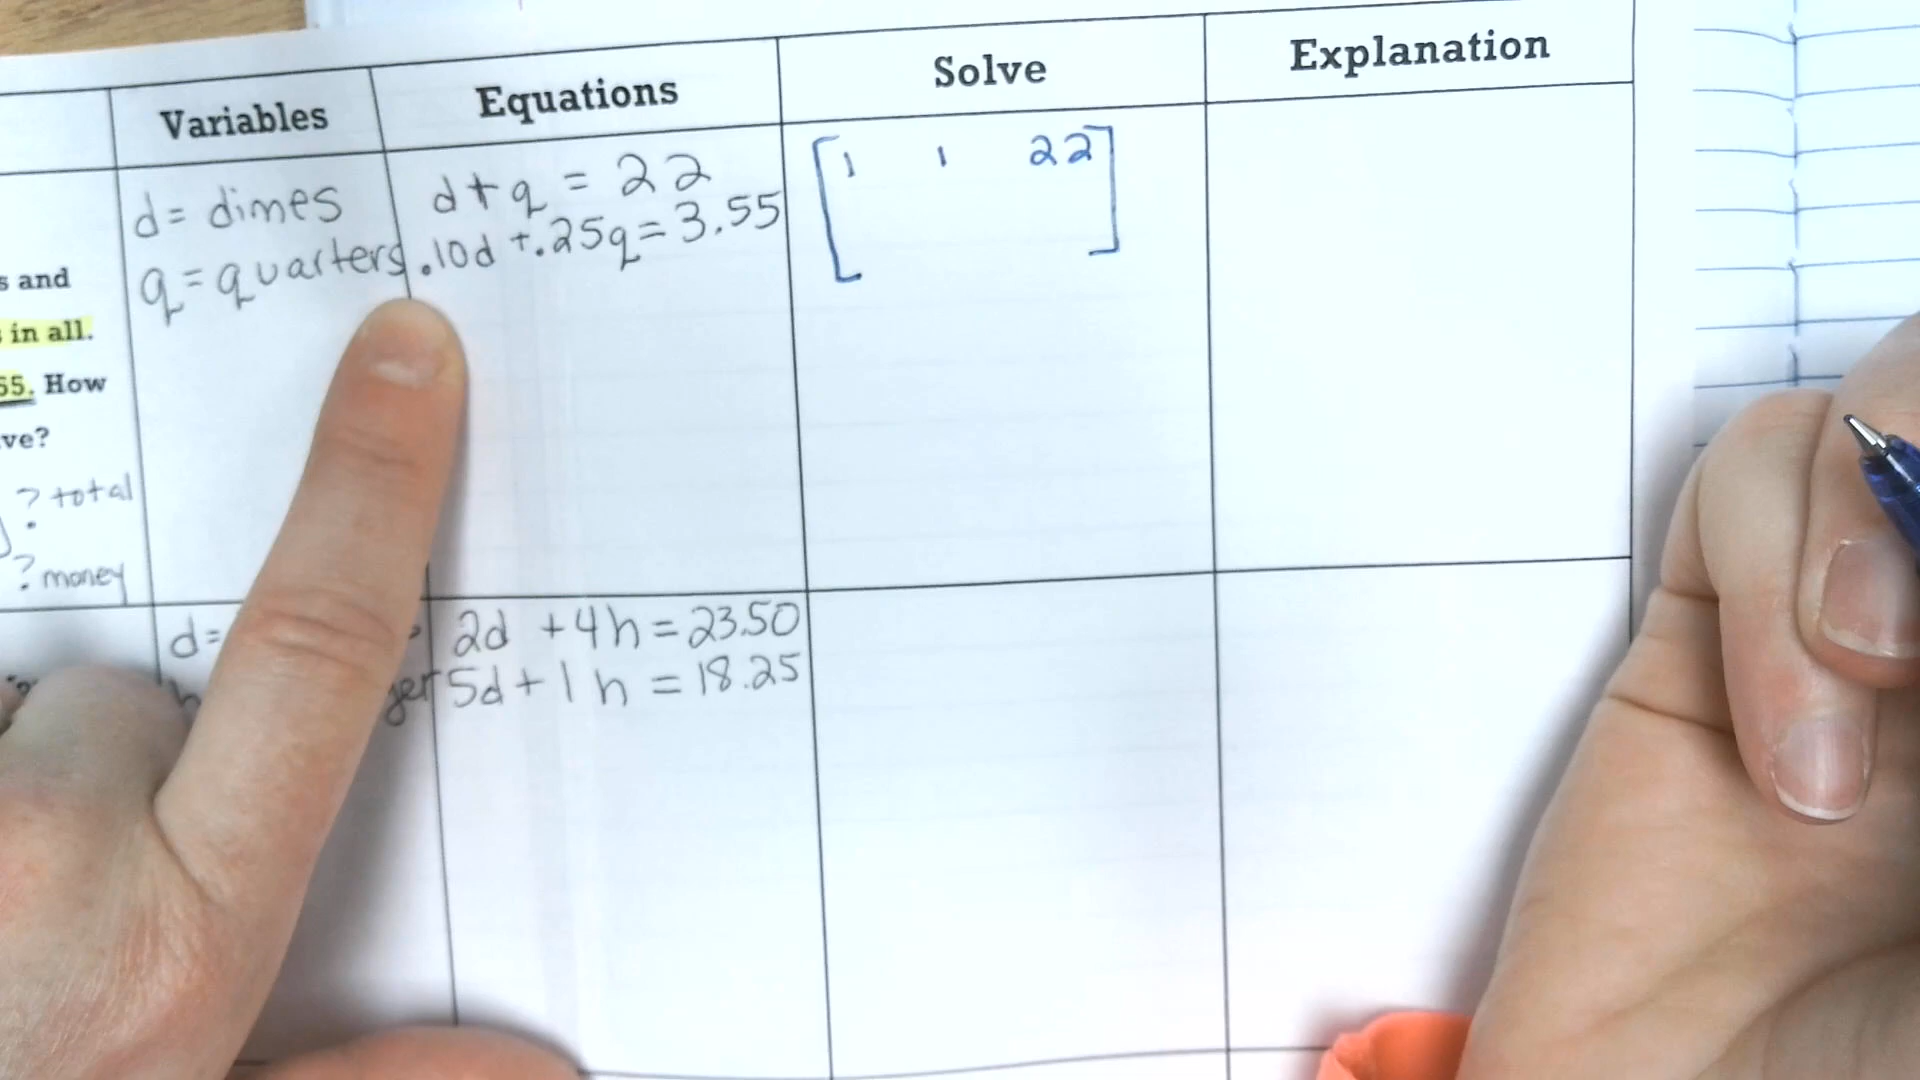 Variables Equations Solve Explanation
d = dimes
q = quarters
d + q = 22
.10d + .25q = 3.55
1 1 22
s and
in all.
55. How
ve?
? total
? money
d =
2d + 4h = 23.50
5d + 1h = 18.25